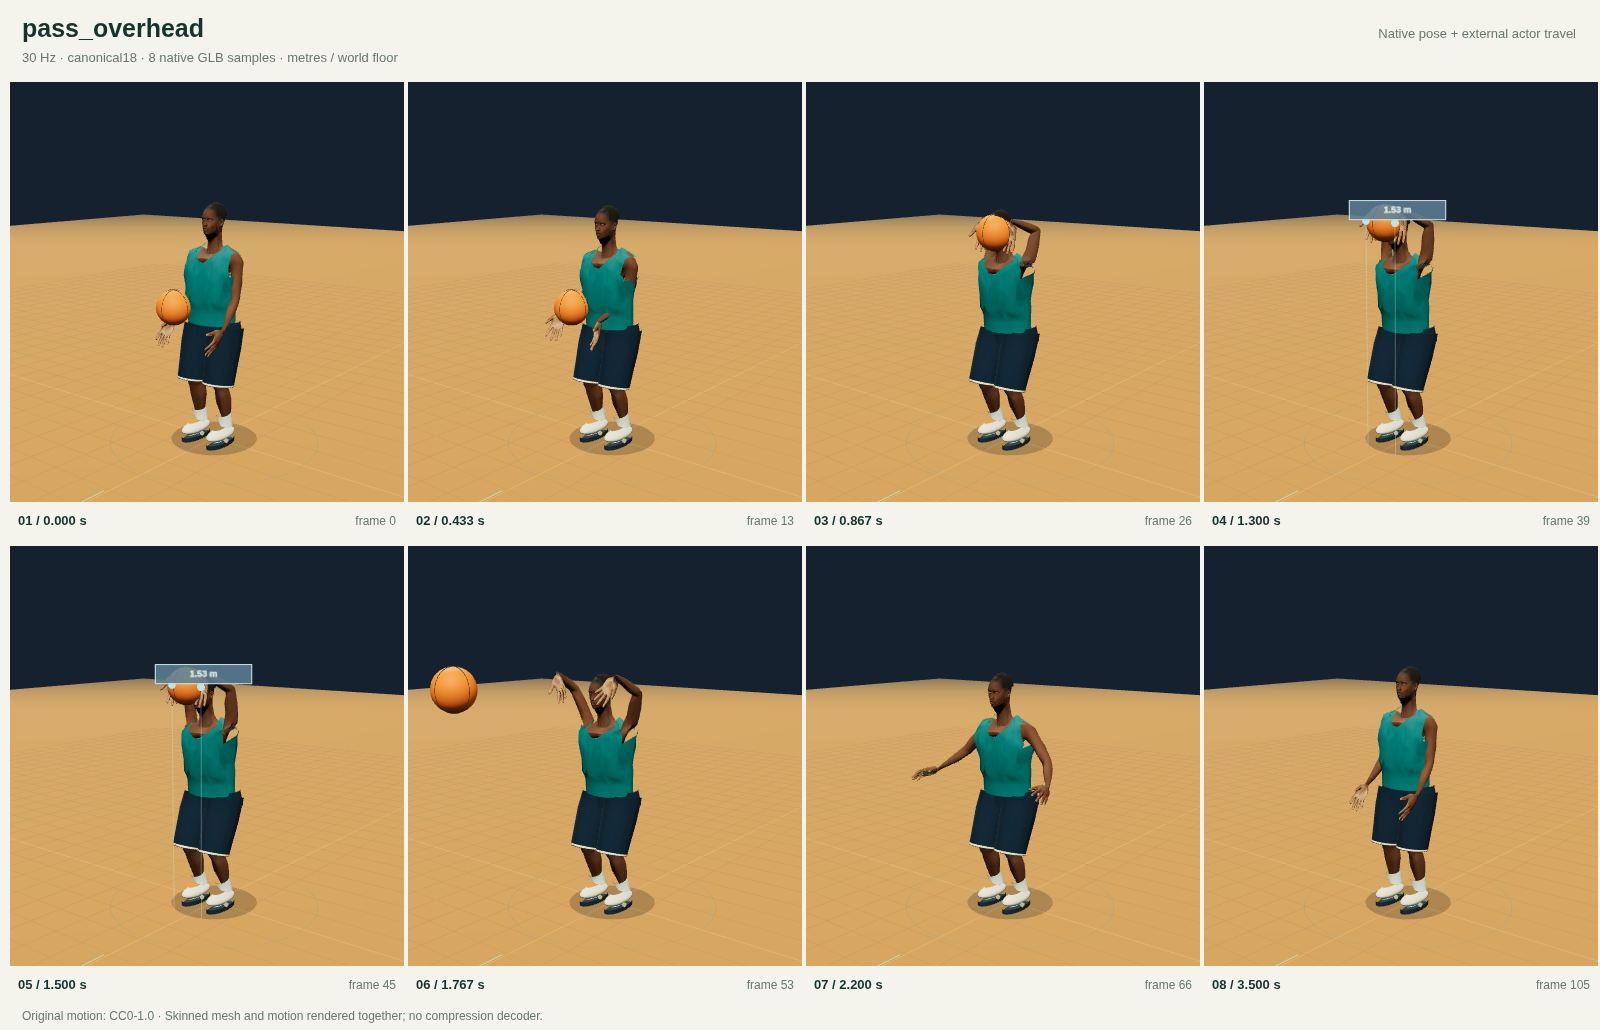 pass_overhead
Native pose + external actor travel
30 Hz · canonical18 · 8 native GLB samples · metres / world floor
1.53 m
01 / 0.000 s frame 0
02 / 0.433 s frame 13
03 / 0.867 s frame 26
04 / 1.300 s frame 39
1.53 m
05 / 1.500 s frame 45
06 / 1.767 s frame 53
07 / 2.200 s frame 66
08 / 3.500 s frame 105
Original motion: CC0-1.0 · Skinned mesh and motion rendered together; no compression decoder.